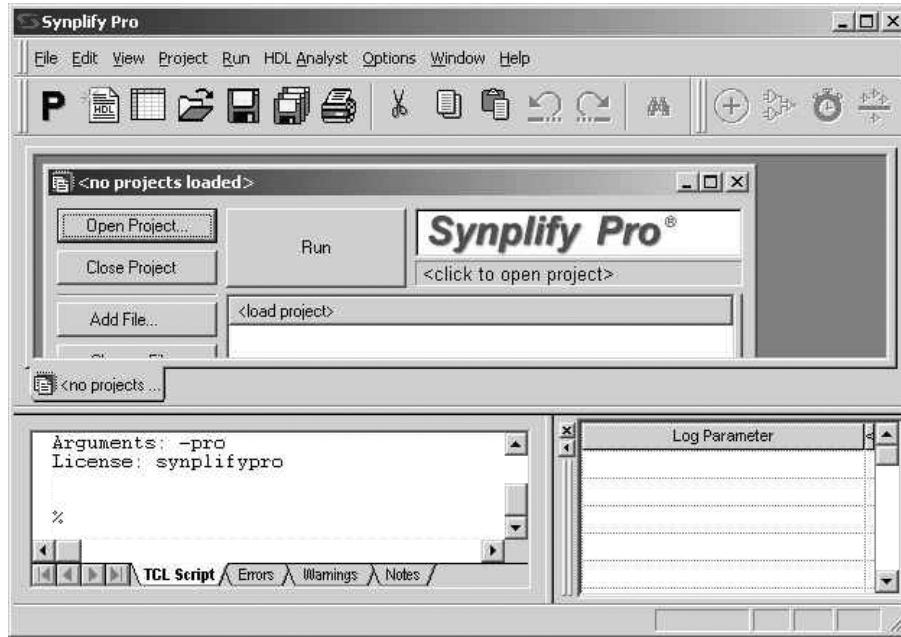 Synplify Pro
File Edit View Project Run HDL Analyst Options Window Help
P HDL
<no projects loaded>
Open Project...
Run
Synplify Pro®
Close Project
<click to open project>
Add File...
<load project>
<no projects ...
Arguments: -pro
License: synplifypro
%
Log Parameter
TCL Script Errors Warnings Notes